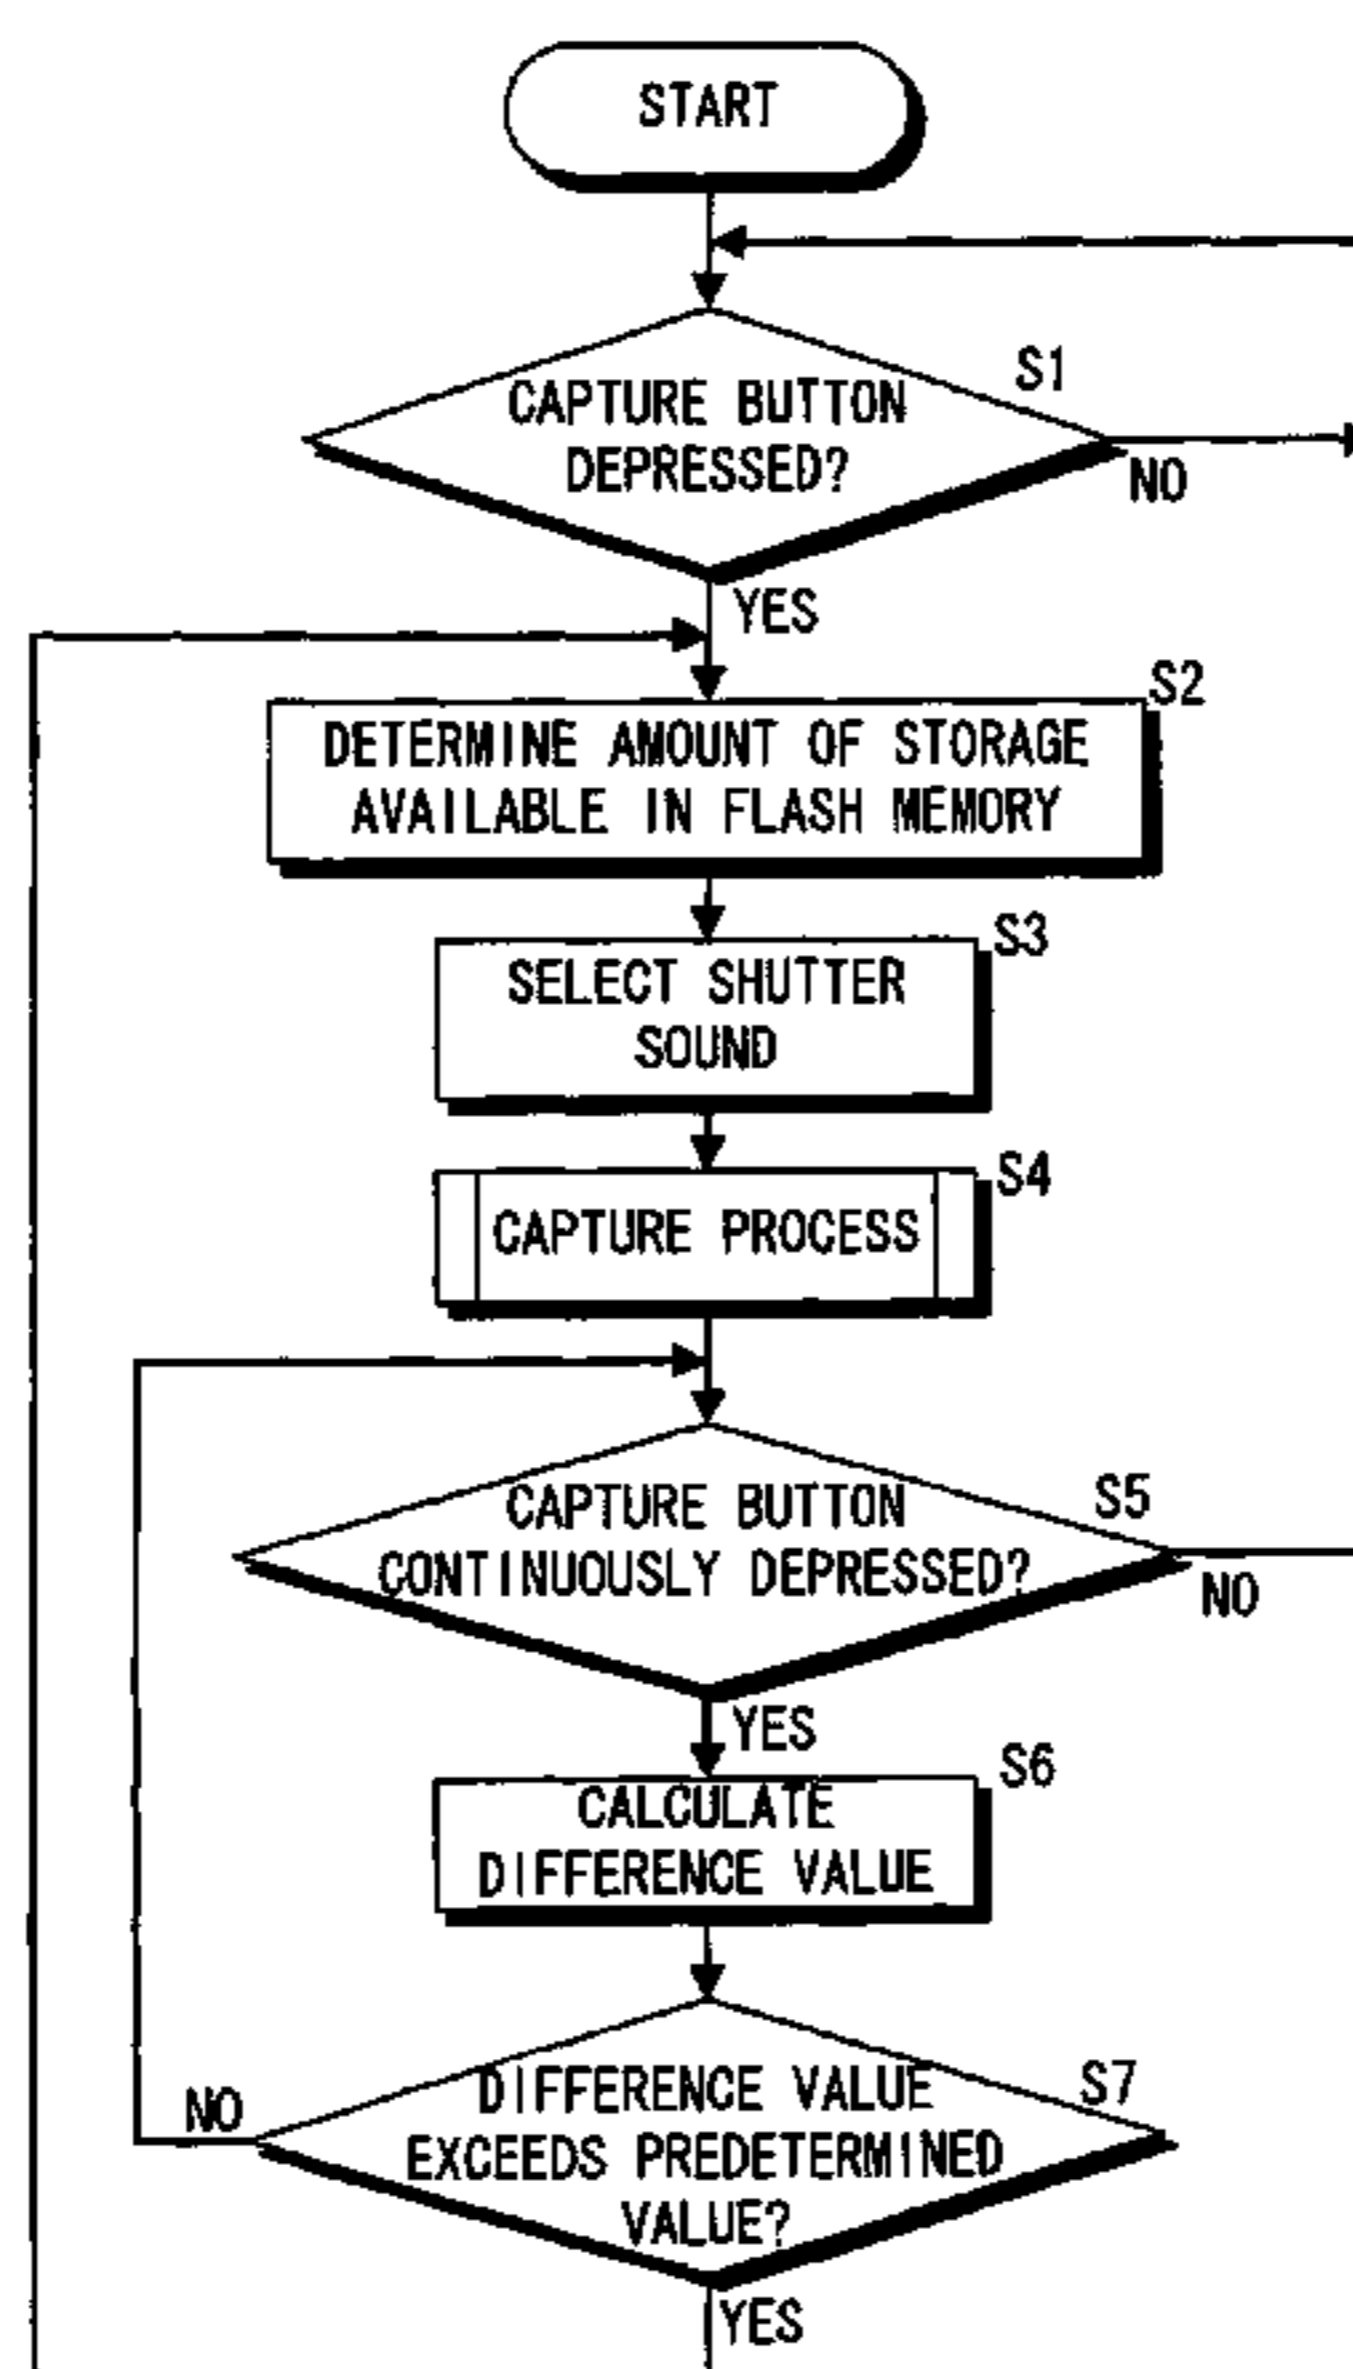 START
S1
CAPTURE BUTTON
DEPRESSED?
NO
YES
S2
DETERMINE AMOUNT OF STORAGE
AVAILABLE IN FLASH MEMORY
S3
SELECT SHUTTER
SOUND
S4
CAPTURE PROCESS
S5
CAPTURE BUTTON
CONTINUOUSLY DEPRESSED?
NO
YES
S6
CALCULATE
DIFFERENCE VALUE
S7
DIFFERENCE VALUE
NO
EXCEEDS PREDETERMINED
VALUE?
YES